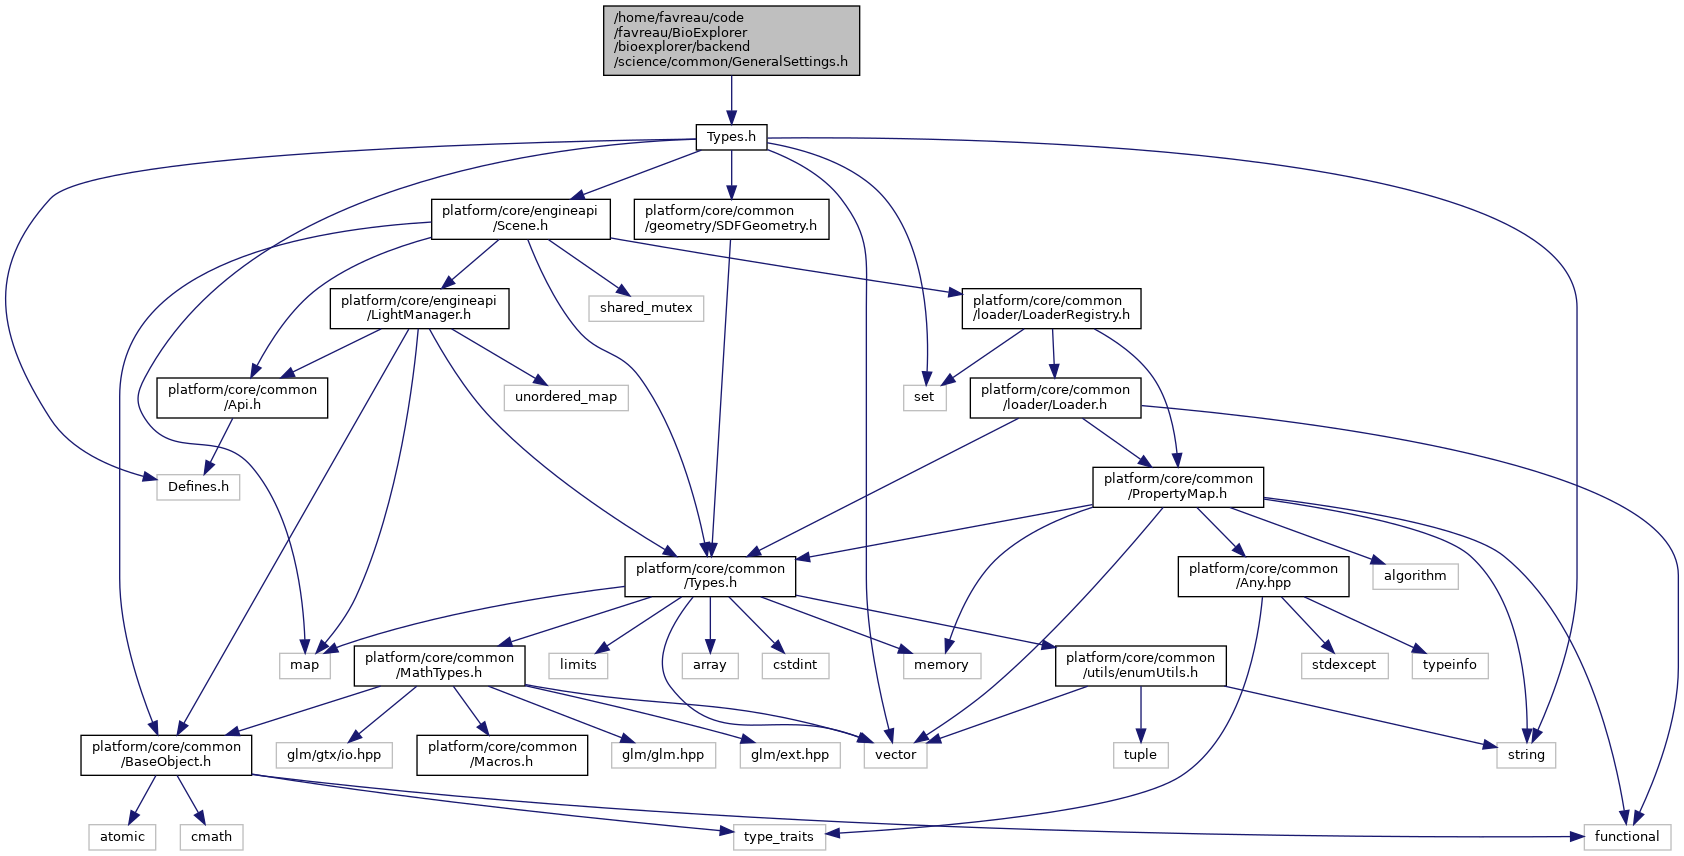 /home/favreau/code
/favreau/BioExplorer
/bioexplorer/backend
/science/common/GeneralSettings.h
Types.h
platform/core/engineapi
/Scene.h
platform/core/common
/geometry/SDFGeometry.h
platform/core/engineapi
/LightManager.h
shared_mutex
platform/core/common
/loader/LoaderRegistry.h
platform/core/common
/Api.h
unordered_map
set
platform/core/common
/loader/Loader.h
Defines.h
platform/core/common
/PropertyMap.h
platform/core/common
/Types.h
platform/core/common
/Any.hpp
algorithm
map
platform/core/common
/MathTypes.h
limits
array
cstdint
memory
platform/core/common
/utils/enumUtils.h
stdexcept
typeinfo
platform/core/common
/BaseObject.h
glm/gtx/io.hpp
platform/core/common
/Macros.h
glm/glm.hpp
glm/ext.hpp
vector
tuple
string
atomic
cmath
type_traits
functional